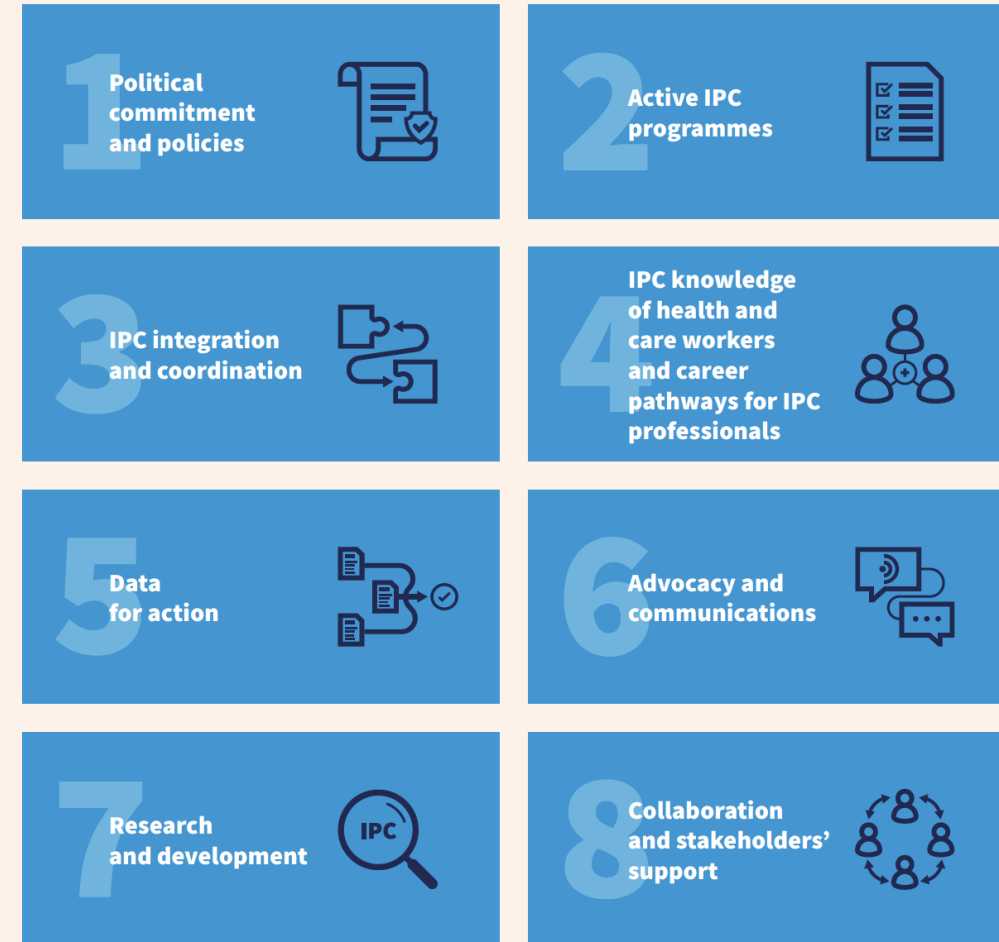 1
Political
commitment
and policies
2
Active IPC
programmes
3
IPC integration
and coordination
4
IPC knowledge
of health and
care workers
and career
pathways for IPC
professionals
5
Data
for action
6
Advocacy and
communications
7
Research
and development
IPC
8
Collaboration
and stakeholders’
support